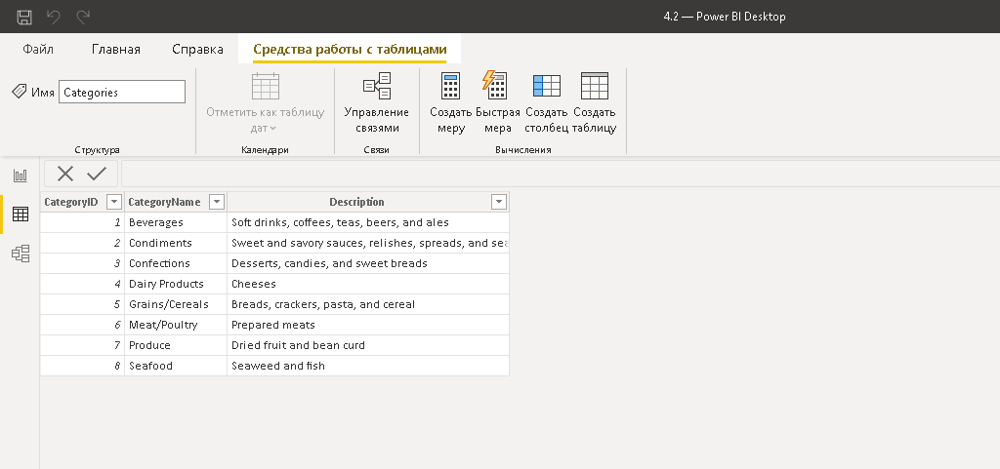 4.2 — Power BI Desktop
Файл Главная Справка Средства работы с таблицами
Имя Categories
Отметить как таблицу дат
Управление связями
Создать меру
Быстрая мера
Создать столбец
Создать таблицу
Структура Календари Связи Вычисления
CategoryID CategoryName Description
1 Beverages Soft drinks, coffees, teas, beers, and ales
2 Condiments Sweet and savory sauces, relishes, spreads, and sea
3 Confections Desserts, candies, and sweet breads
4 Dairy Products Cheeses
5 Grains/Cereals Breads, crackers, pasta, and cereal
6 Meat/Poultry Prepared meats
7 Produce Dried fruit and bean curd
8 Seafood Seaweed and fish